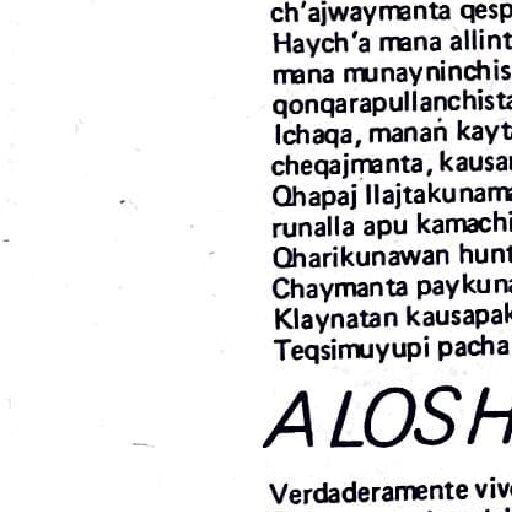 ch'ajwaymanta qesp
Haych'a mana allint
mana munayninchis
qonqarapullanchista
Ichaqa, manan kayt
cheqajmanta, kausa
Qhapaj llajtakunama
runalla apu kamachi
Qharikunawan hunt
Chaymanta paykuna
Klaynatan kausapak
Teqsimuyupi pacha
A LOS H
Verdaderamente viv